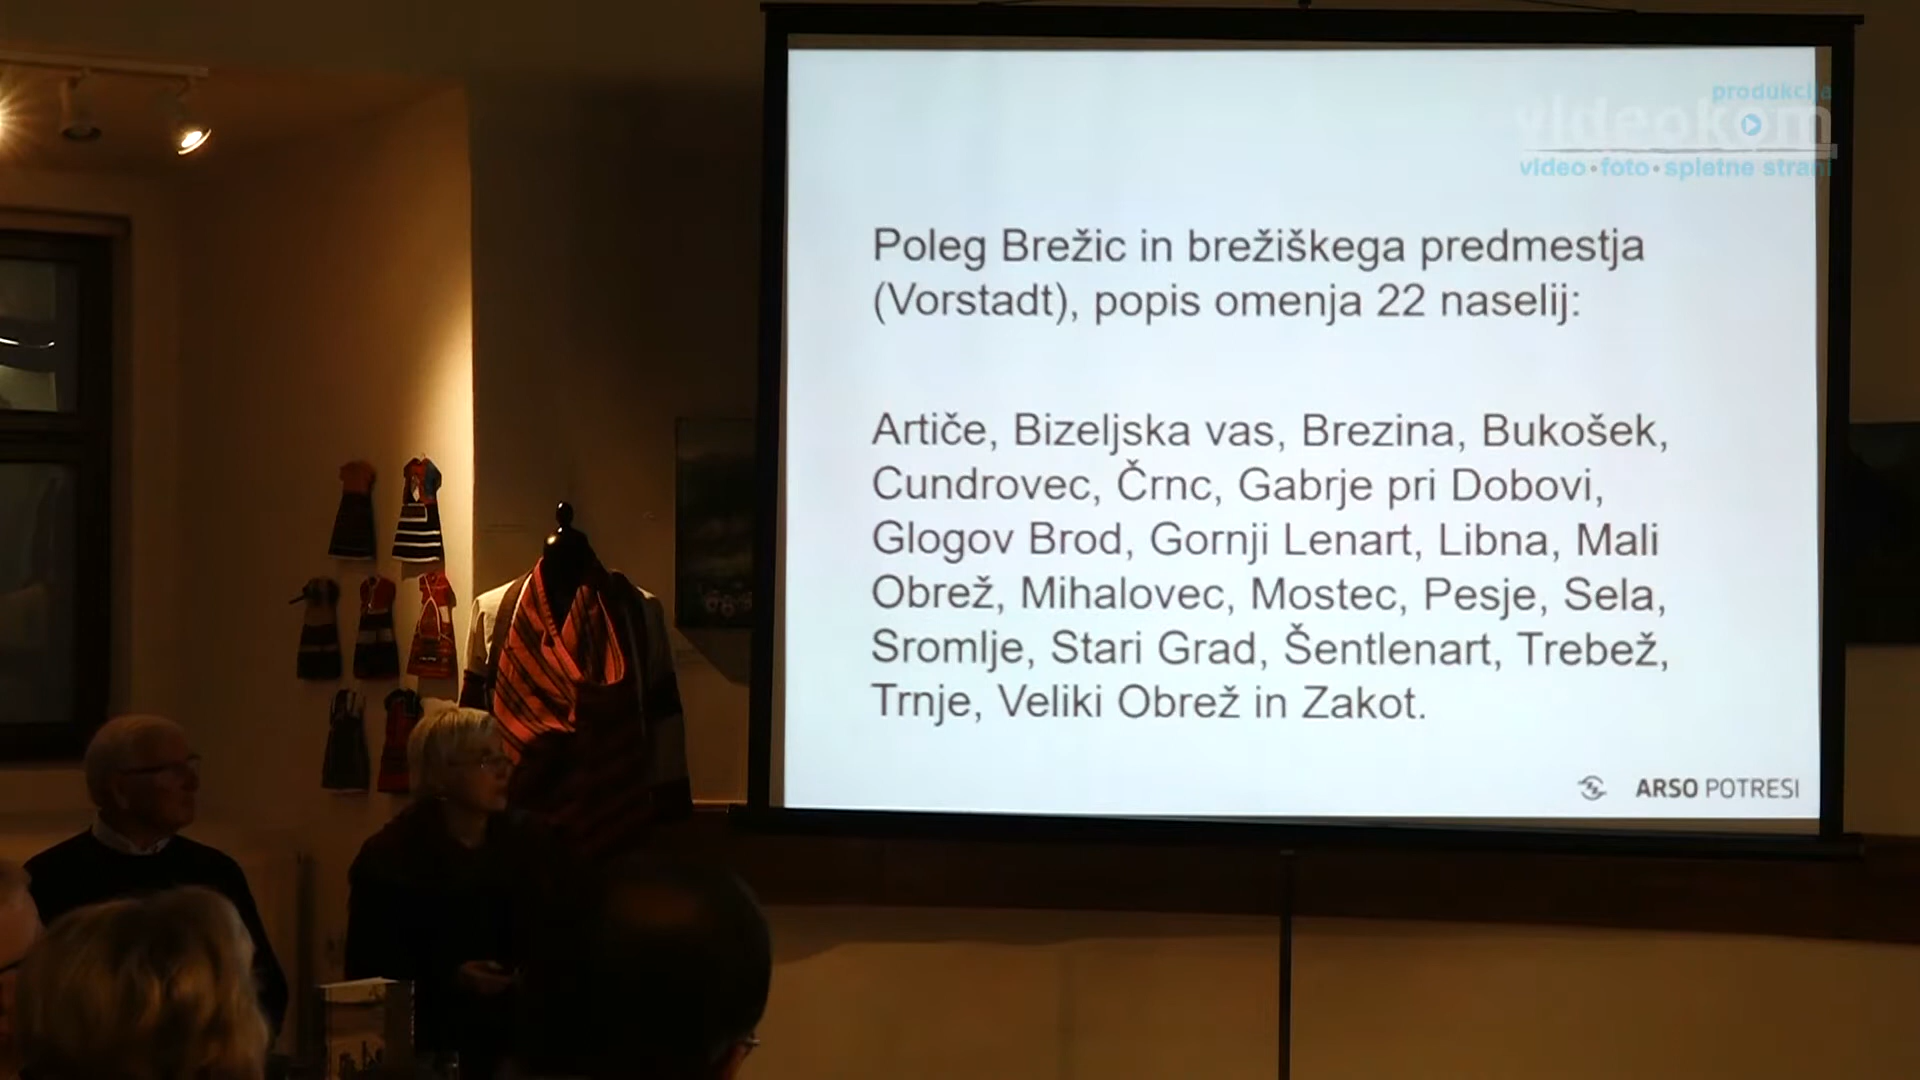 produkcija
videokom
video • foto • spletne strani
Poleg Brežic in brežiškega predmestja
(Vorstadt), popis omenja 22 naselij:
Artiče, Bizeljska vas, Brezina, Bukošek,
Cundrovec, Črnc, Gabrje pri Dobovi,
Glogov Brod, Gornji Lenart, Libna, Mali
Obrež, Mihalovec, Mostec, Pesje, Sela,
Sromlje, Stari Grad, Šentlenart, Trebež,
Trnje, Veliki Obrež in Zakot.
ARSO POTRESI